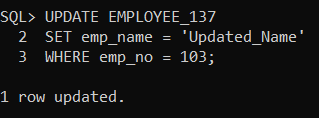 SQL> UPDATE EMPLOYEE_137
  2  SET emp_name = 'Updated_Name'
  3  WHERE emp_no = 103;
1 row updated.